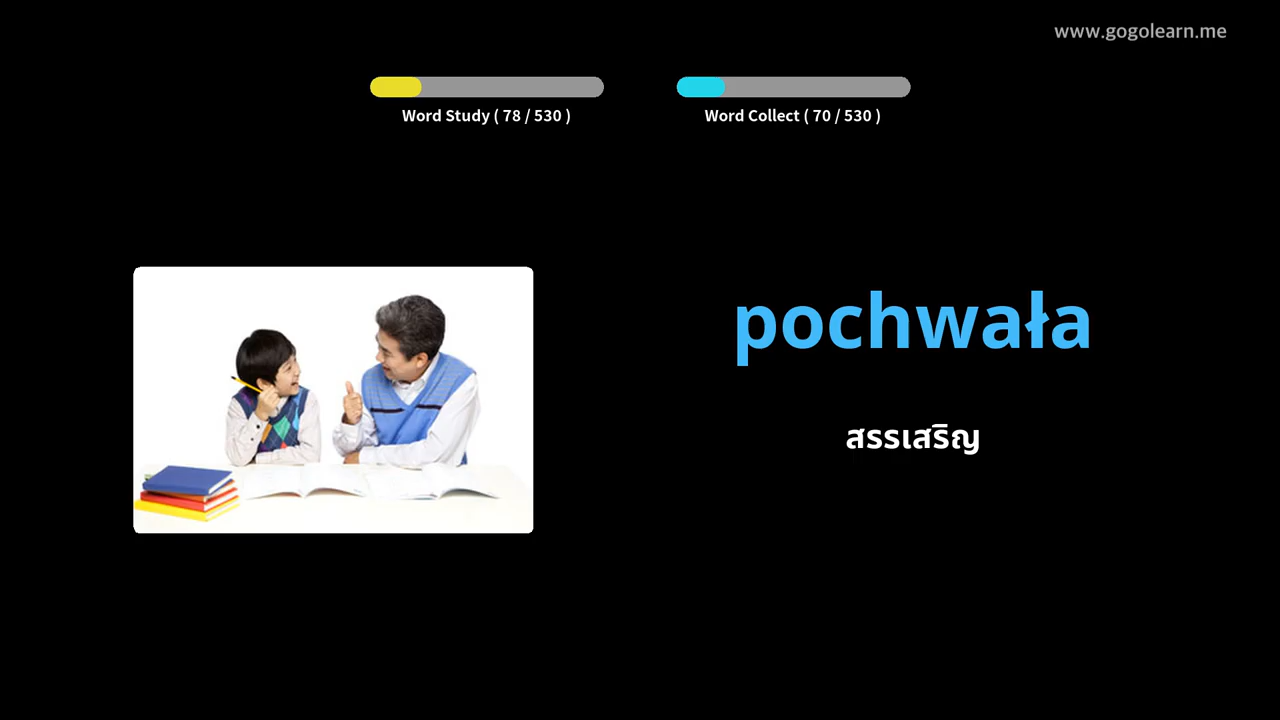 www.gogolearn.me
Word Study ( 78 / 530 )
Word Collect ( 70 / 530 )
pochwała
สรรเสริญ